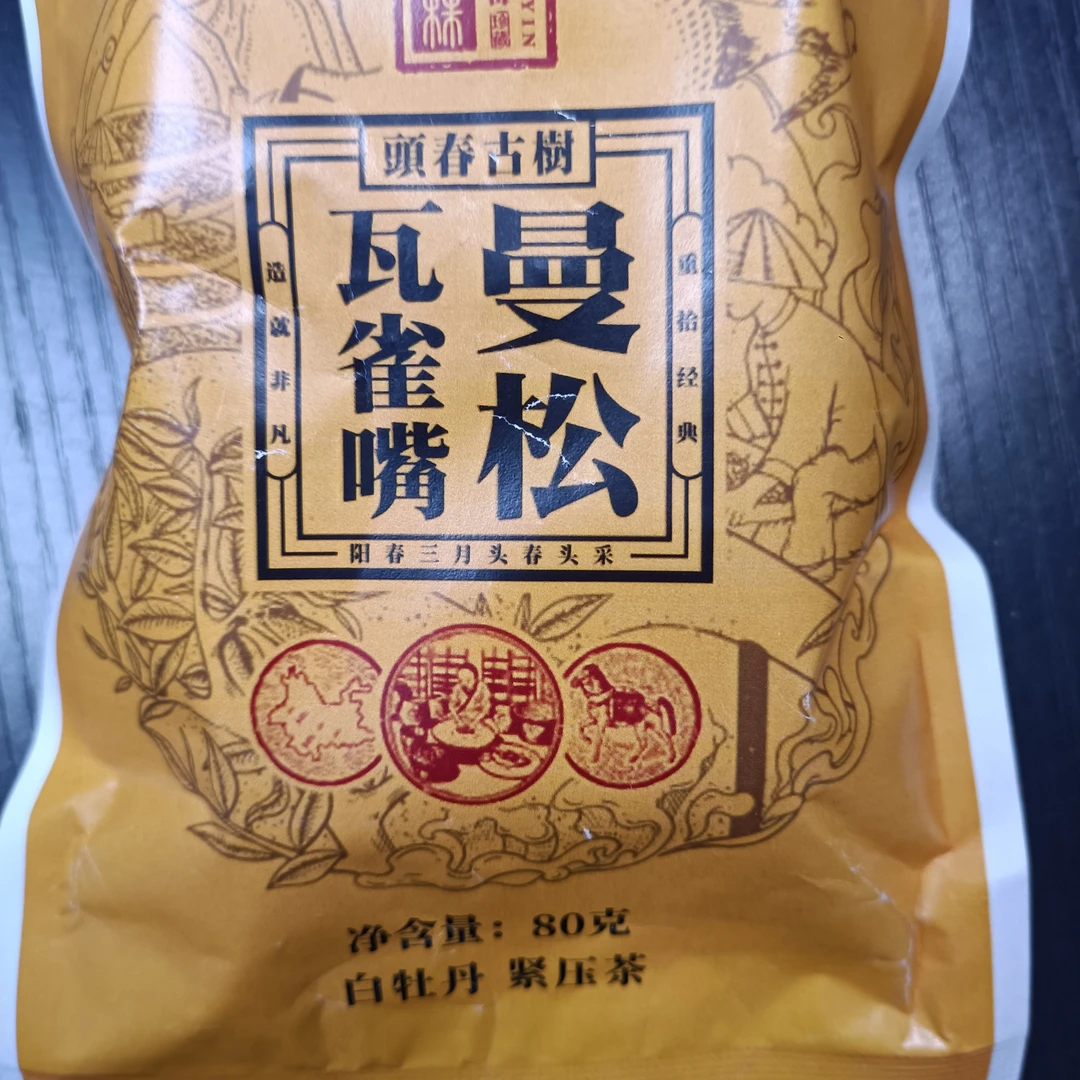 YIN
頭春古樹
曼松
瓦雀嘴
重拾经典
造就非凡
阳春三月头春头采
净含量：80克
白牡丹 紧压茶